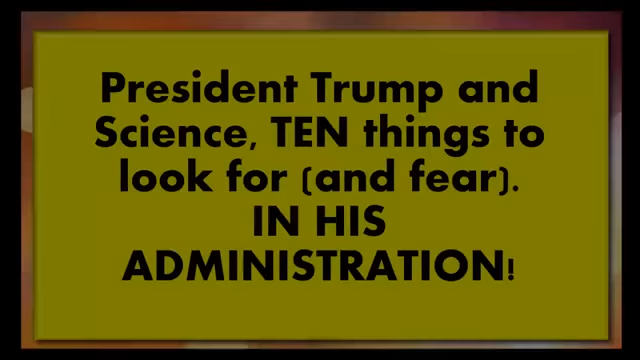 President Trump and
Science, TEN things to
look for (and fear).
IN HIS
ADMINISTRATION!